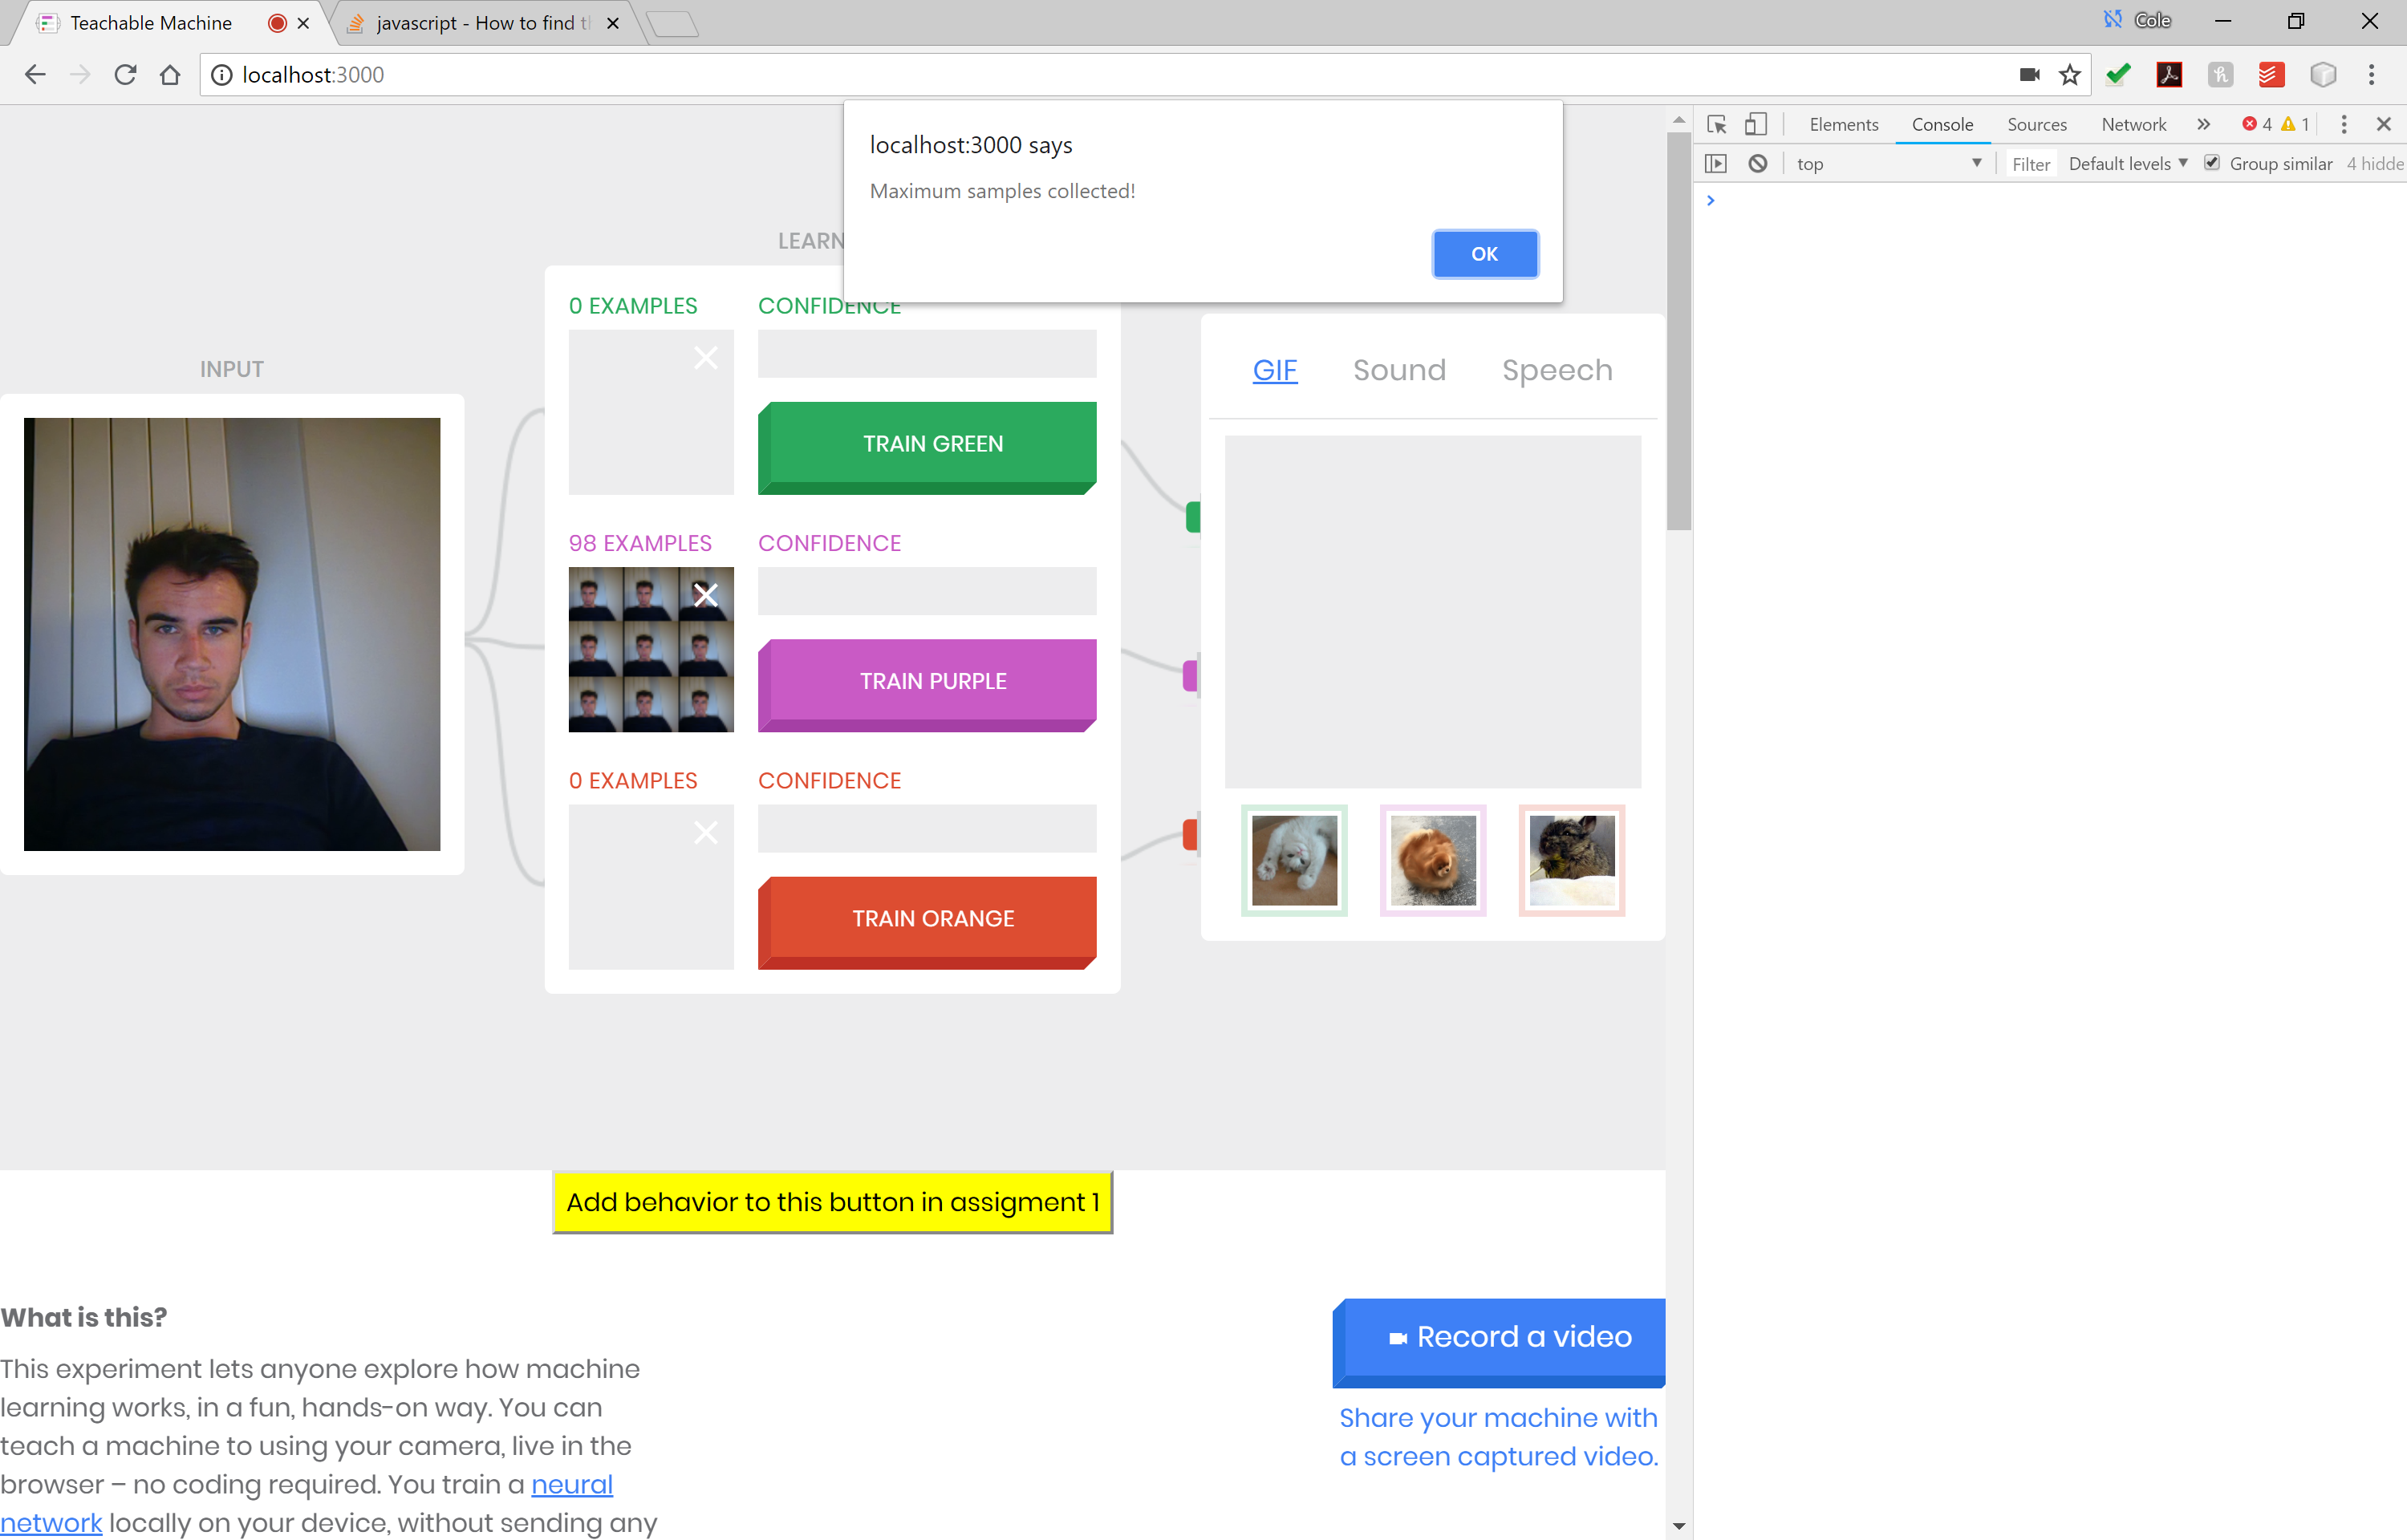 Teachable Machine
javascript - How to find th
Cole
localhost:3000
localhost:3000 says
Maximum samples collected!
OK
Elements Console Sources Network 4 1
top Filter Default levels Group similar 4 hidde
INPUT
LEARN
0 EXAMPLES CONFIDENCE
TRAIN GREEN
98 EXAMPLES CONFIDENCE
TRAIN PURPLE
0 EXAMPLES CONFIDENCE
TRAIN ORANGE
GIF Sound Speech
Add behavior to this button in assigment 1
What is this?
This experiment lets anyone explore how machine
learning works, in a fun, hands-on way. You can
teach a machine to using your camera, live in the
browser – no coding required. You train a neural
network locally on your device, without sending any
Record a video
Share your machine with
a screen captured video.